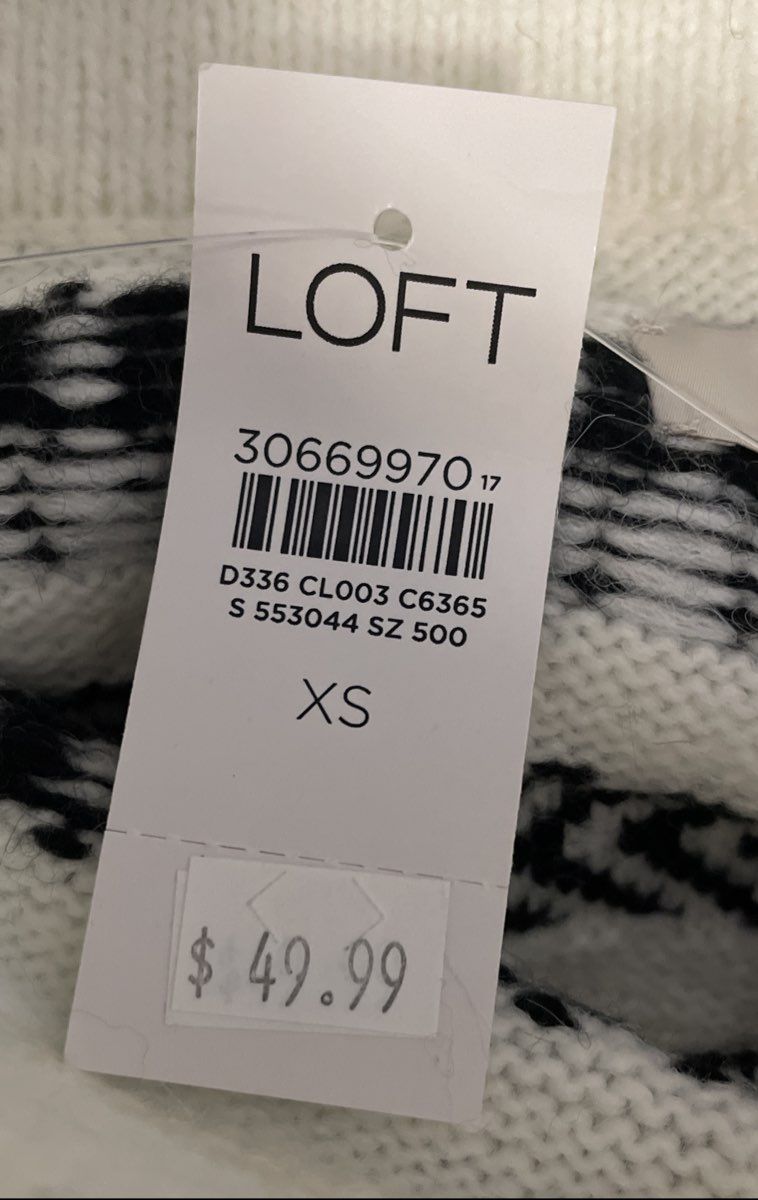 LOFT
30669970 17
D336 CL003 C6365
S 553044 SZ 500
XS
$ 49.99